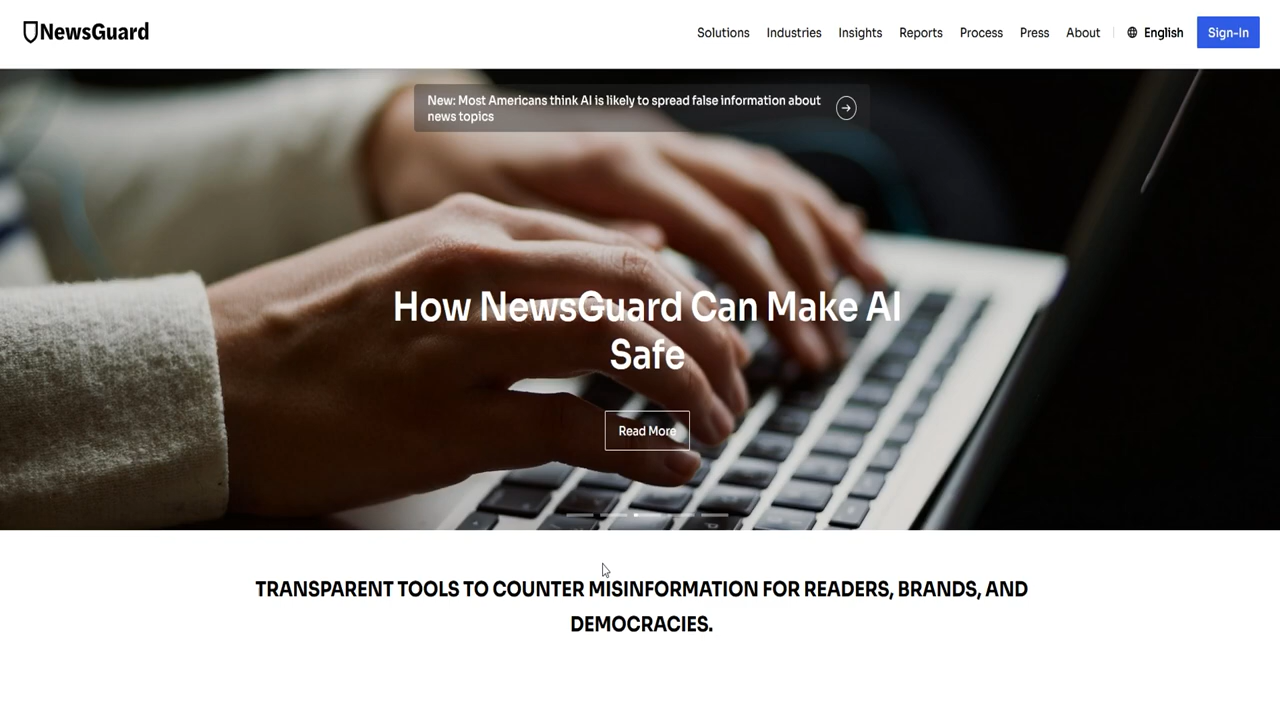 NewsGuard
Solutions Industries Insights Reports Process Press About English Sign-In
New: Most Americans think AI is likely to spread false information about
news topics
How NewsGuard Can Make AI
Safe
Read More
TRANSPARENT TOOLS TO COUNTER MISINFORMATION FOR READERS, BRANDS, AND
DEMOCRACIES.